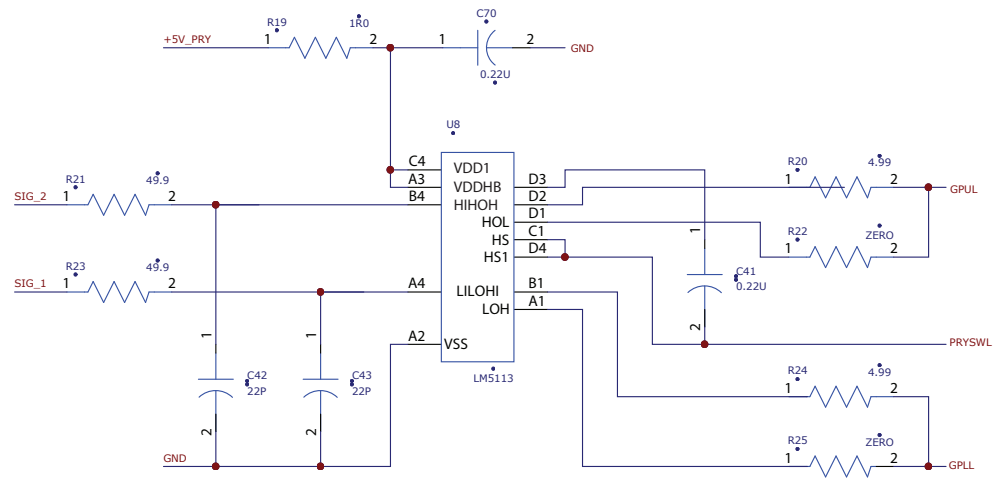 R19 1R0
C70
+5V_PRY 1 2 1 2 GND
0.22U
U8
C4 VDD1
A3 VDDHB D3
R20 4.99
R21 49.9
SIG_2 1 2 B4 HIHOH D2 1 2 GPUL
HOL D1
HS C1
R22 ZERO
HS1 D4 1 2
1
R23 49.9
C41
0.22U
SIG_1 1 2 A4 LILOHI B1
LOH A1
2
1 1 A2 VSS PRYSWL
LM5113
C42 C43
22P 22P
R24 4.99
1 2
2 2
R25 ZERO
GND 1 2 GPLL